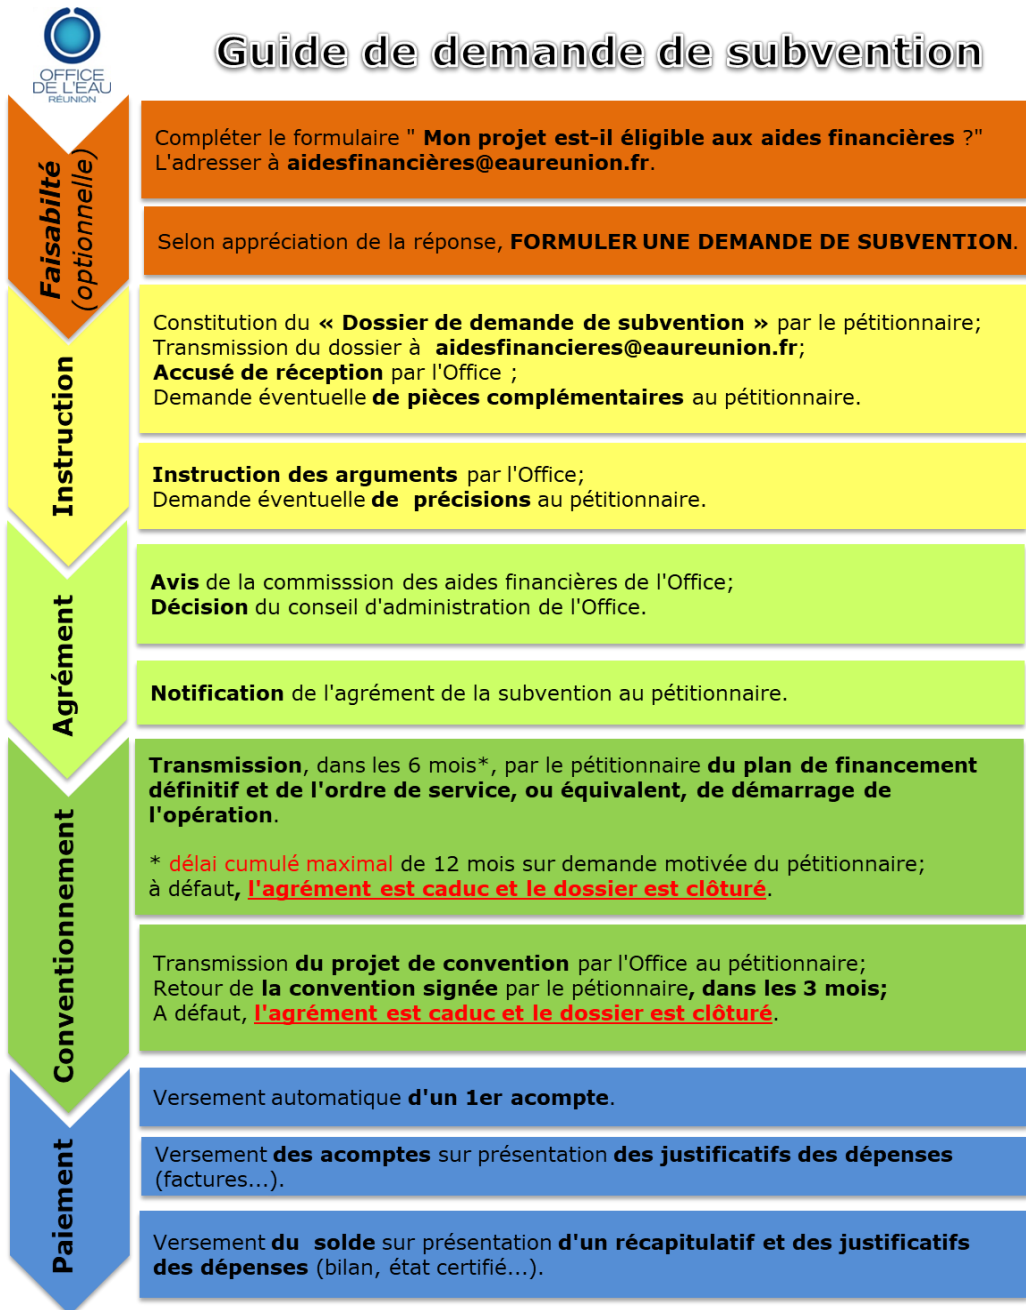 OFFICE
DE L'EAU
RÉUNION
Guide de demande de subvention
Faisabilté
(optionnelle)
Compléter le formulaire " Mon projet est-il éligible aux aides financières ?"
L'adresser à aidesfinancières@eaureunion.fr.
Selon appréciation de la réponse, FORMULER UNE DEMANDE DE SUBVENTION.
Instruction
Constitution du « Dossier de demande de subvention » par le pétitionnaire;
Transmission du dossier à aidesfinancieres@eaureunion.fr;
Accusé de réception par l'Office ;
Demande éventuelle de pièces complémentaires au pétitionnaire.
Instruction des arguments par l'Office;
Demande éventuelle de précisions au pétitionnaire.
Agrément
Avis de la commisssion des aides financières de l'Office;
Décision du conseil d'administration de l'Office.
Notification de l'agrément de la subvention au pétitionnaire.
Conventionnement
Transmission, dans les 6 mois*, par le pétitionnaire du plan de financement
définitif et de l'ordre de service, ou équivalent, de démarrage de
l'opération.
* délai cumulé maximal de 12 mois sur demande motivée du pétitionnaire;
à défaut, l'agrément est caduc et le dossier est clôturé.
Transmission du projet de convention par l'Office au pétitionnaire;
Retour de la convention signée par le pétionnaire, dans les 3 mois;
A défaut, l'agrément est caduc et le dossier est clôturé.
Paiement
Versement automatique d'un 1er acompte.
Versement des acomptes sur présentation des justificatifs des dépenses
(factures...).
Versement du solde sur présentation d'un récapitulatif et des justificatifs
des dépenses (bilan, état certifié...).